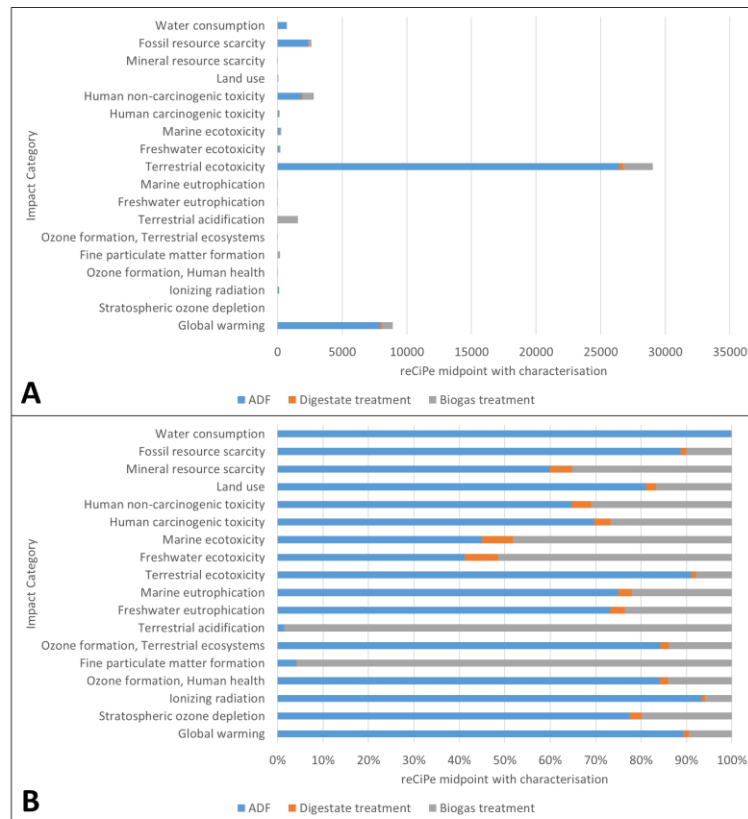 Water consumption
Fossil resource scarcity
Mineral resource scarcity
Land use
Human non-carcinogenic toxicity
Human carcinogenic toxicity
Marine ecotoxicity
Freshwater ecotoxicity
Terrestrial ecotoxicity
Marine eutrophication
Freshwater eutrophication
Terrestrial acidification
Ozone formation, Terrestrial ecosystems
Fine particulate matter formation
Ozone formation, Human health
Ionizing radiation
Stratospheric ozone depletion
Global warming
Impact Category
0 5000 10000 15000 20000 25000 30000 35000
reCiPe midpoint with characterisation
A
ADF Digestate treatment Biogas treatment
Water consumption
Fossil resource scarcity
Mineral resource scarcity
Land use
Human non-carcinogenic toxicity
Human carcinogenic toxicity
Marine ecotoxicity
Freshwater ecotoxicity
Terrestrial ecotoxicity
Marine eutrophication
Freshwater eutrophication
Terrestrial acidification
Ozone formation, Terrestrial ecosystems
Fine particulate matter formation
Ozone formation, Human health
Ionizing radiation
Stratospheric ozone depletion
Global warming
Impact Category
0% 10% 20% 30% 40% 50% 60% 70% 80% 90% 100%
reCiPe midpoint with characterisation
B
ADF Digestate treatment Biogas treatment